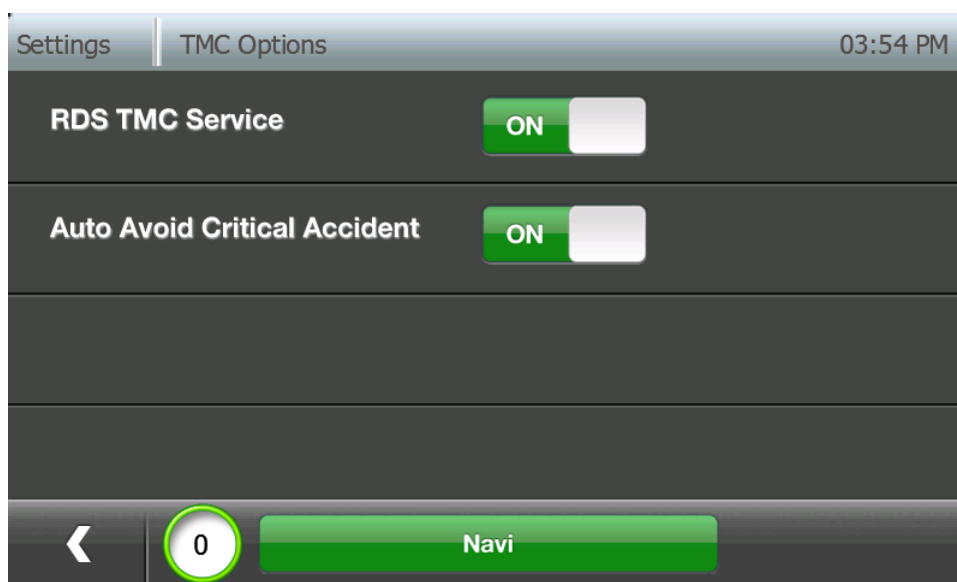 Settings TMC Options 03:54 PM
RDS TMC Service ON
Auto Avoid Critical Accident ON
0 Navi